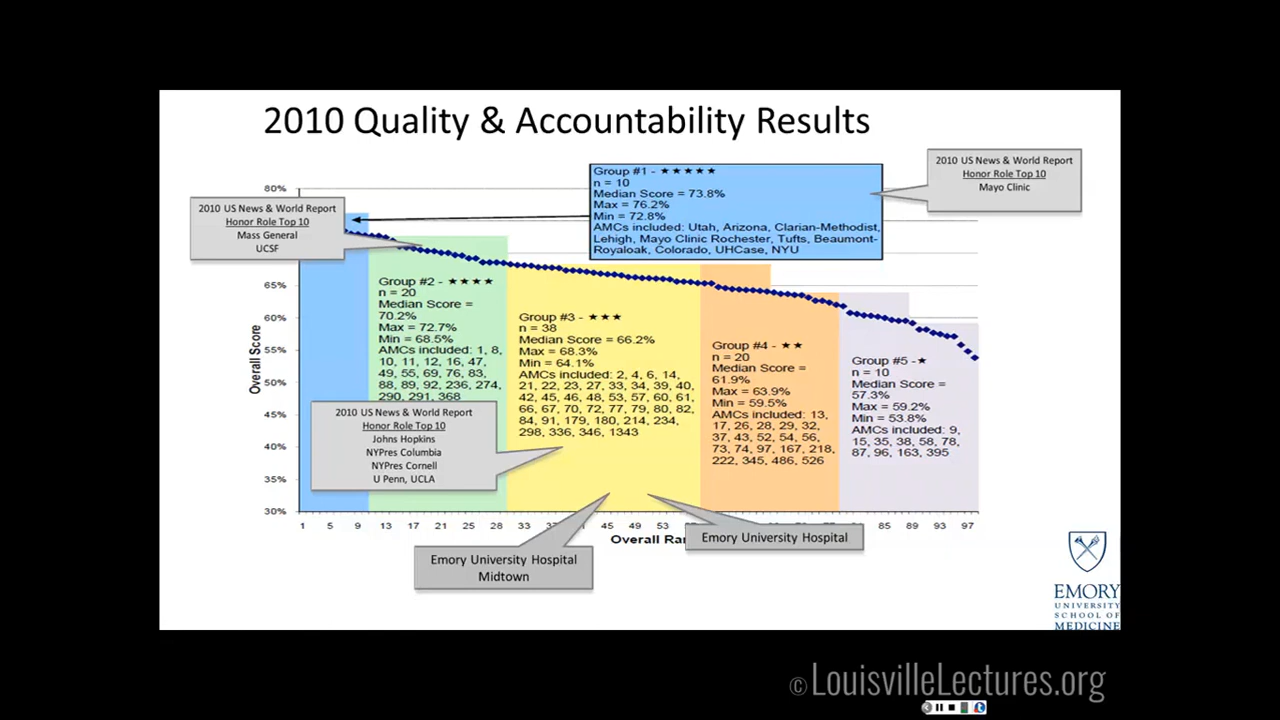 2010 Quality & Accountability Results
2010 US News & World Report
Honor Role Top 10
Mass General
UCSF
Group #1 - ★★★★★
n = 10
Median Score = 73.8%
Max = 76.2%
Min = 72.8%
AMCs included: Utah, Arizona, Clarian-Methodist,
Lehigh, Mayo Clinic Rochester, Tufts, Beaumont-
Royaloak, Colorado, UHCase, NYU
2010 US News & World Report
Honor Role Top 10
Mayo Clinic
Overall Score
80%
65%
60%
55%
50%
45%
40%
35%
30%
Group #2 - ★★★★
n = 20
Median Score =
70.2%
Max = 72.7%
Min = 68.5%
AMCs included: 1, 8,
10, 11, 12, 16, 47,
49, 55, 69, 76, 83,
88, 89, 92, 236, 274,
290, 291, 368
Group #3 - ★★★
n = 38
Median Score = 66.2%
Max = 68.3%
Min = 64.1%
AMCs included: 2, 4, 6, 14,
21, 22, 23, 27, 33, 34, 39, 40,
42, 45, 46, 48, 53, 57, 60, 61,
66, 67, 70, 72, 77, 79, 80, 82,
84, 91, 179, 180, 214, 234,
298, 336, 346, 1343
Group #4 - ★★
n = 20
Median Score =
61.9%
Max = 63.9%
Min = 59.5%
AMCs included: 13,
17, 26, 28, 29, 32,
37, 43, 52, 54, 56,
73, 74, 97, 167, 218,
222, 345, 486, 526
Group #5 - ★
n = 10
Median Score =
57.3%
Max = 59.2%
Min = 53.8%
AMCs included: 9,
15, 35, 38, 58, 78,
87, 96, 163, 395
2010 US News & World Report
Honor Role Top 10
Johns Hopkins
NYPres Columbia
NYPres Cornell
U Penn, UCLA
1 5 9 13 17 21 25 28 33 45 49 53 85 89 93 97
Overall
Emory University Hospital
Midtown
Emory University Hospital
EMORY
UNIVERSITY
SCHOOL OF
MEDICINE
© LouisvilleLectures.org